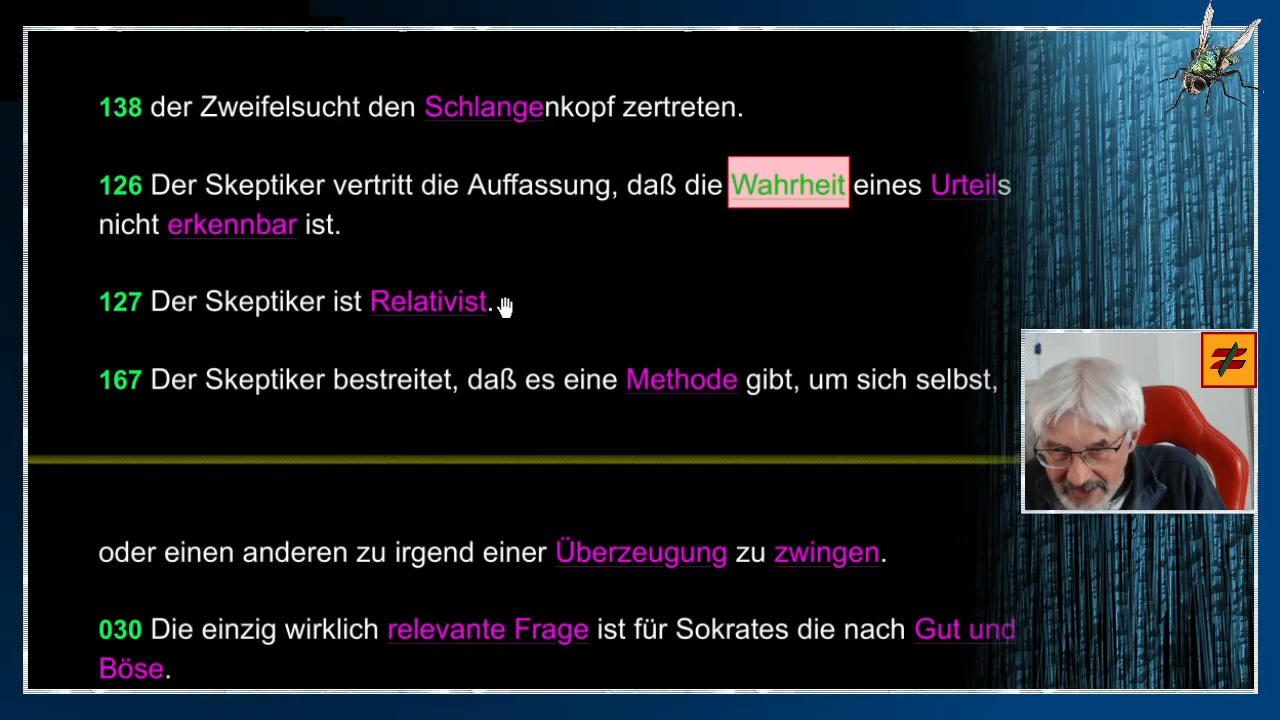 138 der Zweifelsucht den Schlangenkopf zertreten.
126 Der Skeptiker vertritt die Auffassung, daß die Wahrheit eines Urteils
nicht erkennbar ist.
127 Der Skeptiker ist Relativist.
167 Der Skeptiker bestreitet, daß es eine Methode gibt, um sich selbst,
oder einen anderen zu irgend einer Überzeugung zu zwingen.
030 Die einzig wirklich relevante Frage ist für Sokrates die nach Gut und
Böse.